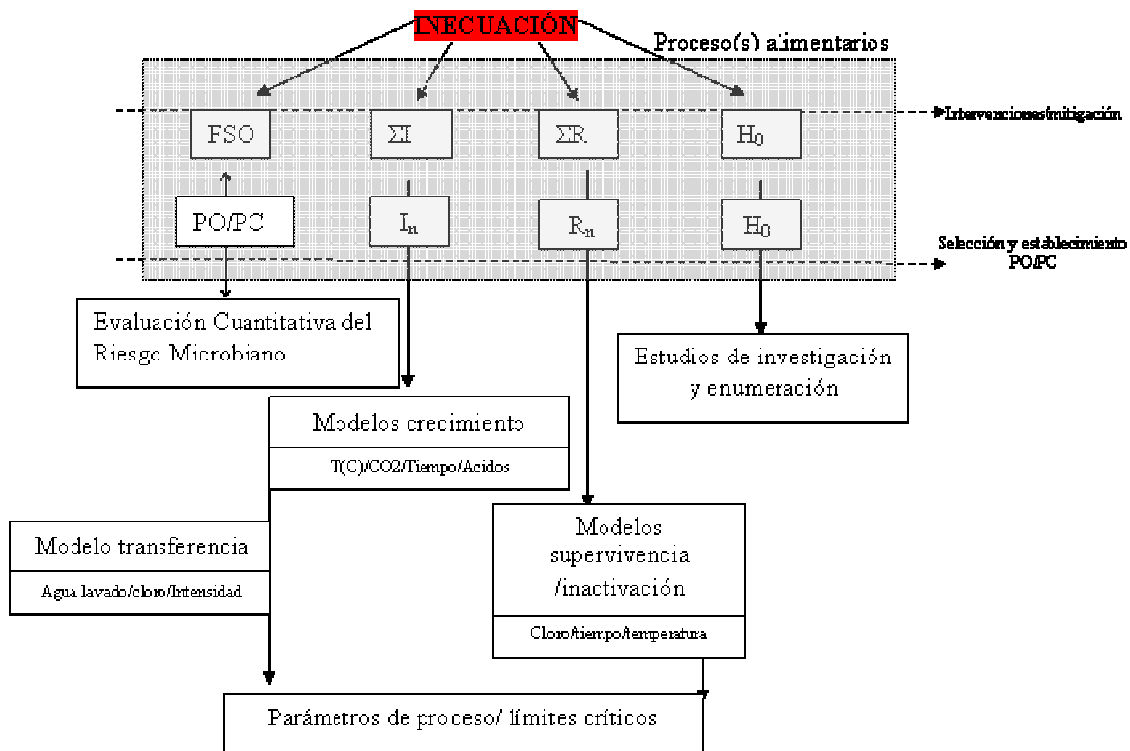 INECUACIÓN
Proceso(s) alimentarios
FSO
ΣI
ΣR
H0
Intervenciones/mitigación
PO/PC
In
Rn
H0
Selección y establecimiento
PO/PC
Evaluación Cuantitativa del
Riesgo Microbiano
Estudios de investigación
y enumeración
Modelos crecimiento
T(C)/CO2/Tiempo/Acidos
Modelo transferencia
Agua lavado/cloro/Intensidad
Modelos
supervivencia
/inactivación
Cloro/tiempo/temperatura
Parámetros de proceso/ límites críticos